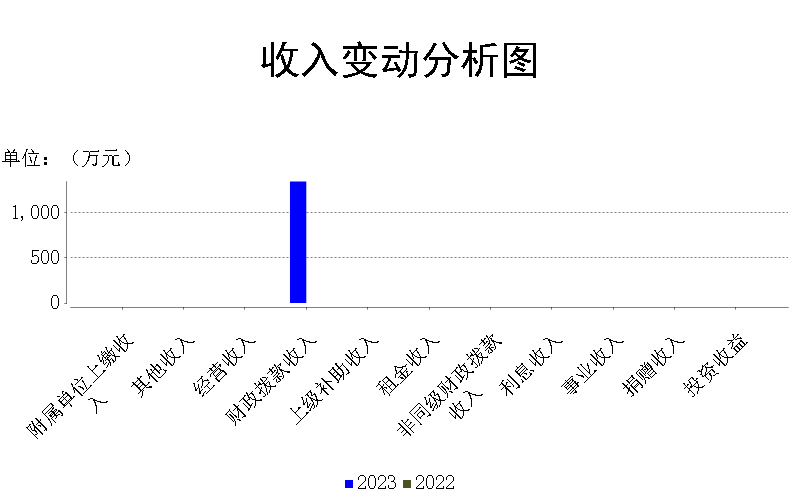 收入变动分析图
单位：（万元）
1,000
500
0
附属单位上缴收
入
其他收入
经营收入
财政拨款收入
上级补助收入
租金收入
非同级财政拨款
收入
利息收入
事业收入
捐赠收入
投资收益
2023 2022